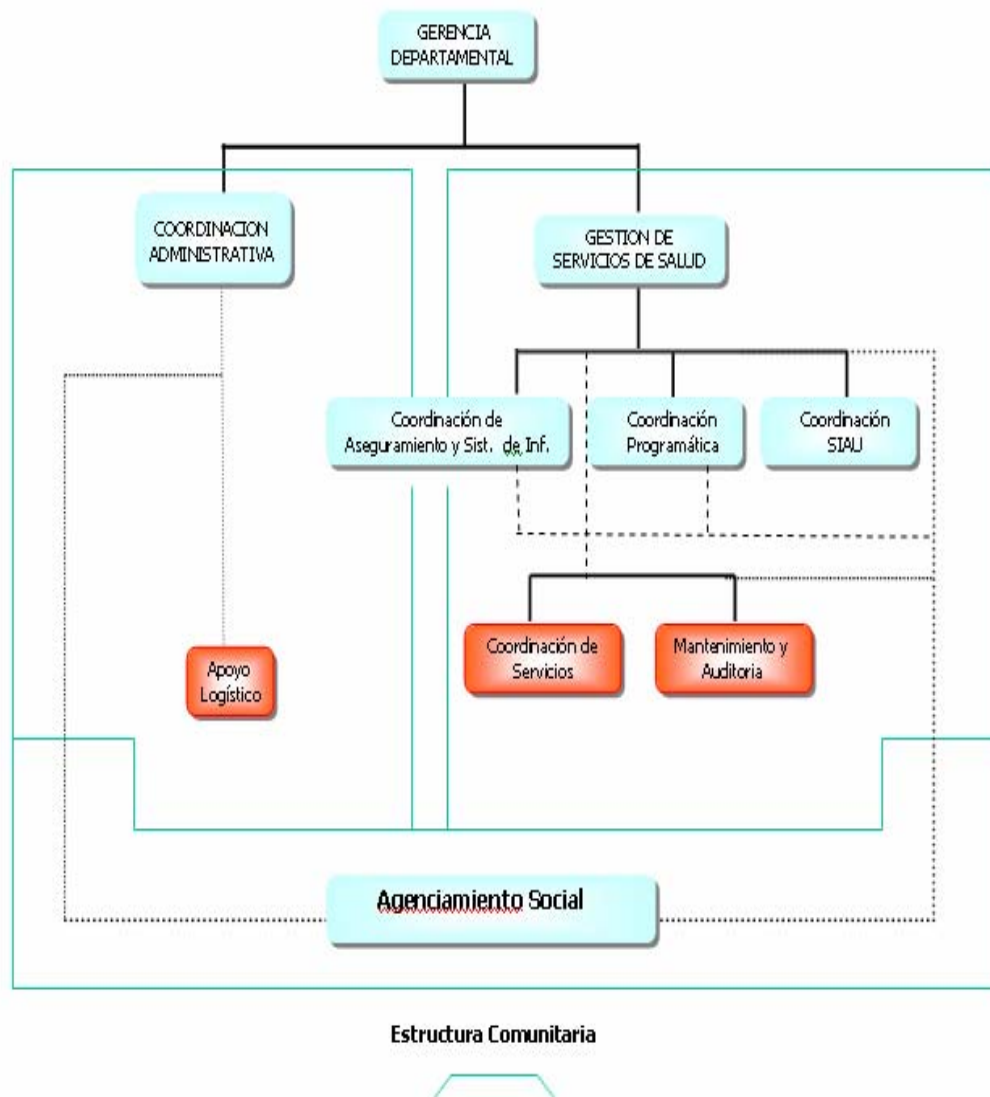 GERENCIA
DEPARTAMENTAL
COORDINACION
ADMINISTRATIVA
GESTION DE
SERVICIOS DE SALUD
Coordinación de
Aseguramiento y Sist. de Inf.
Coordinación
Programática
Coordinación
SIAU
Coordinación de
Servicios
Mantenimiento y
Auditoria
Apoyo
Logístico
Agenciamiento Social
Estructura Comunitaria